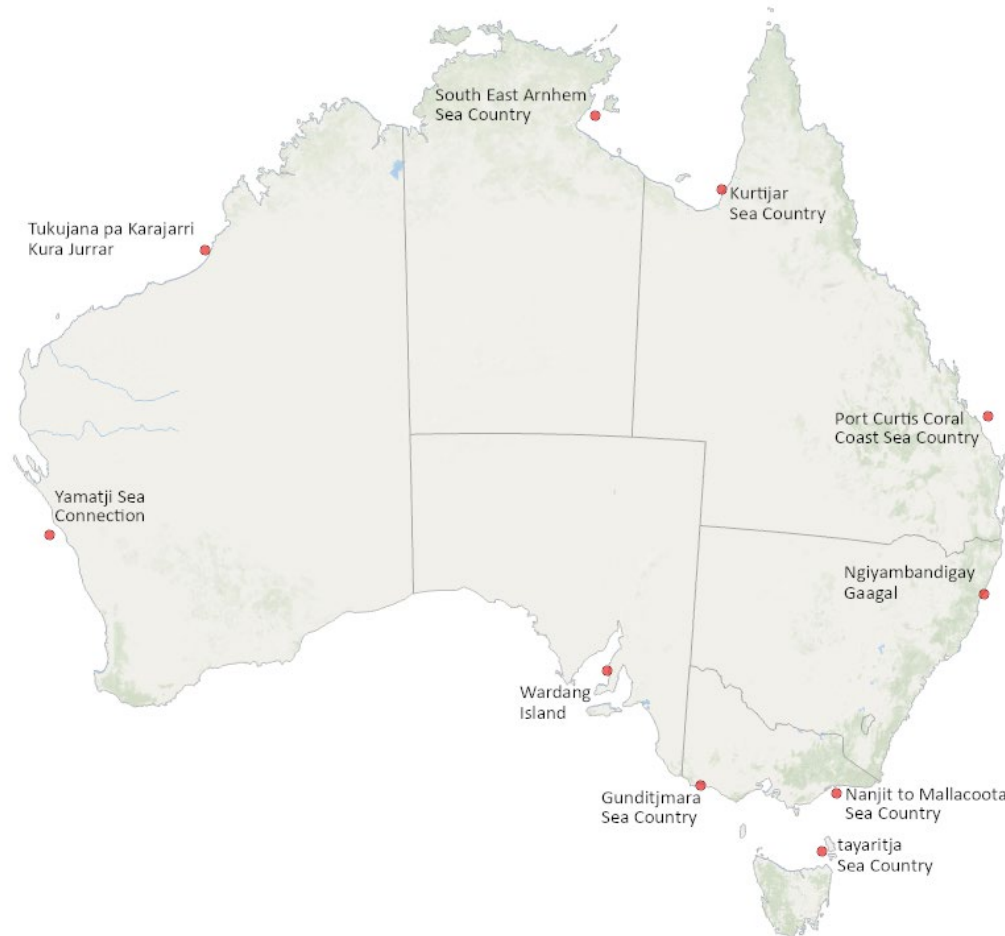 South East Arnhem
Sea Country
Kurtijar
Sea Country
Tukujana pa Karajarri
Kura Jurrar
Port Curtis Coral
Coast Sea Country
Yamatji Sea
Connection
Ngiyambandigay
Gaagal
Wardang
Island
Gunditjmara
Sea Country
Nanjit to Mallacoota
Sea Country
tayaritja
Sea Country